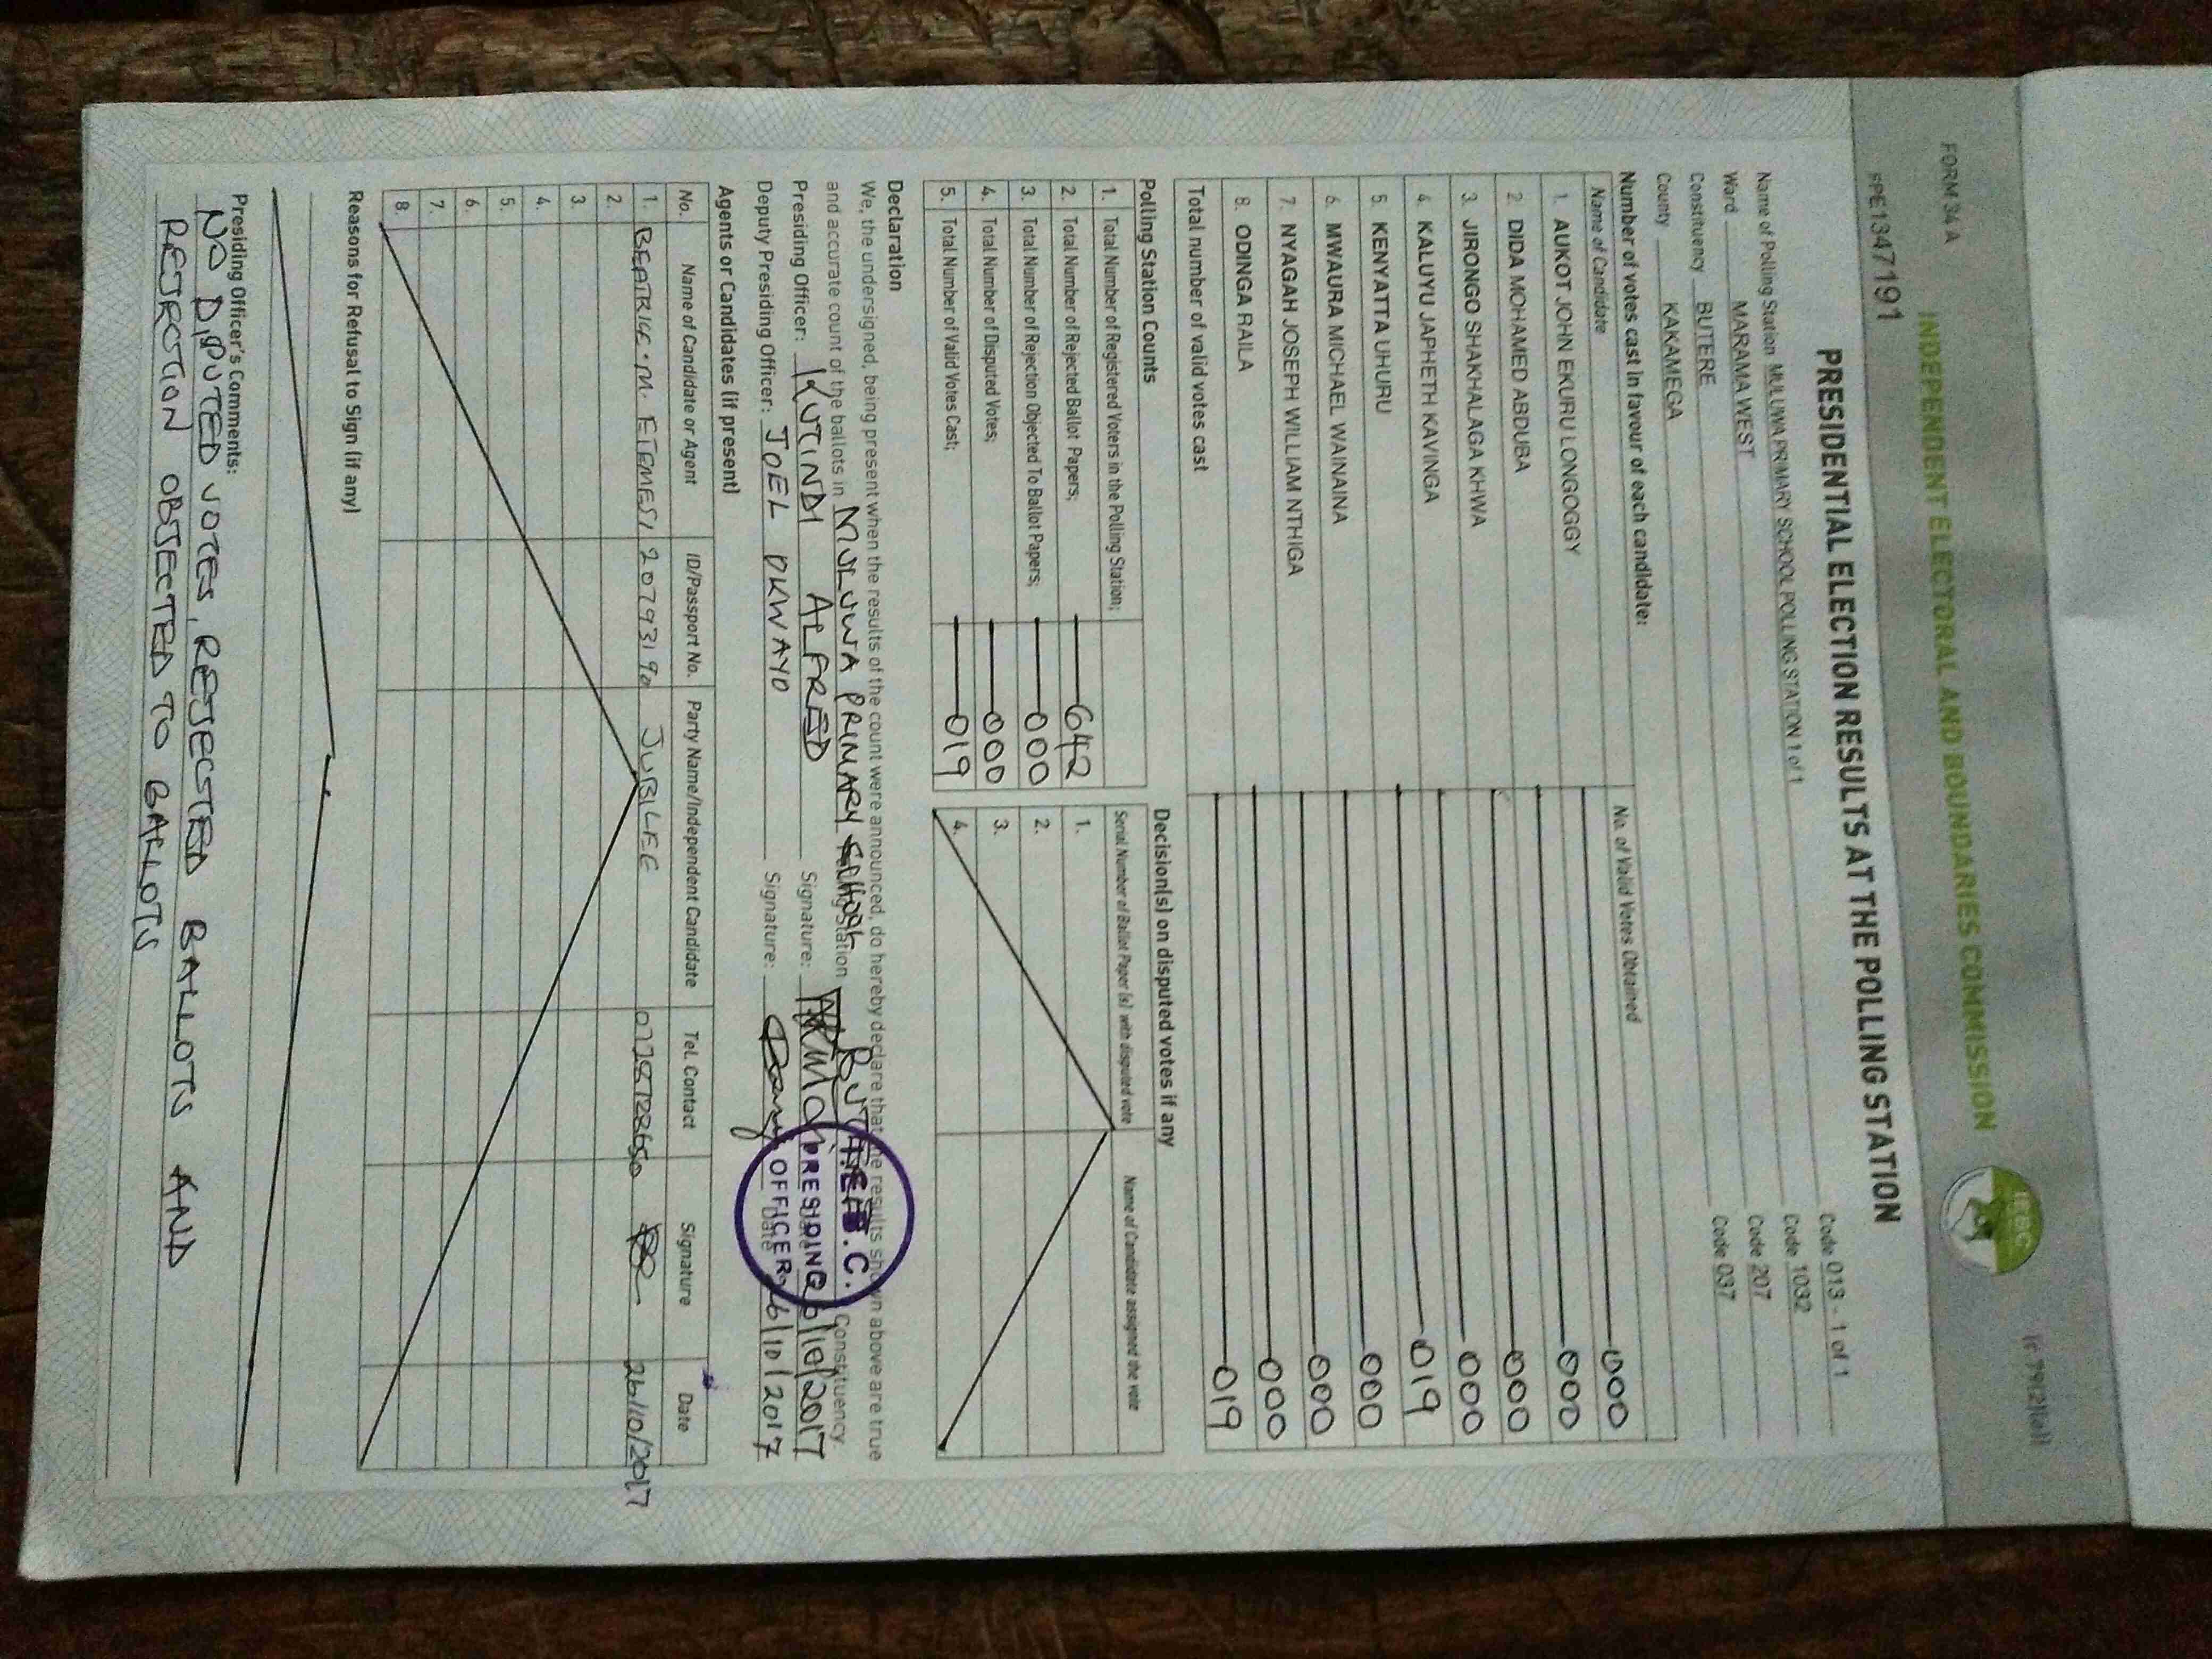 FORM 34 A
INDEPENDENT ELECTORAL AND BOUNDARIES COMMISSION
IEBC
SPE1347191
PRESIDENTIAL ELECTION RESULTS AT THE POLLING STATION
Name of Polling Station MULUWA PRIMARY SCHOOL POLLING STATION 1 of 1 Code 013 - 1 of 1
Ward MARAMA WEST Code 1032
Constituency BUTERE Code 207
County KAKAMEGA Code 037
Number of votes cast in favour of each candidate:
Name of Candidate No. of Valid Votes Obtained
1. AUKOT JOHN EKURU LONGOGGY 000
2. DIDA MOHAMED ABDUBA 000
3. JIRONGO SHAKHALAGA KHWA 000
4. KALUYU JAPHETH KAVINGA 000
5. KENYATTA UHURU 019
6. MWAURA MICHAEL WAINAINA 000
7. NYAGAH JOSEPH WILLIAM NTHIGA 000
8. ODINGA RAILA 000
Total number of valid votes cast 019
Polling Station Counts
1. Total Number of Registered Voters in the Polling Station;
2. Total Number of Rejected Ballot Papers; 642
3. Total Number of Rejection Objected To Ballot Papers; 000
4. Total Number of Disputed Votes; 000
5. Total Number of Valid Votes Cast; 019
Decision(s) on disputed votes if any
Serial Number of Ballot Paper (s) with disputed vote Name of Candidate assigned the vote
1.
2.
3.
4.
Declaration
We, the undersigned, being present when the results of the count were announced, do hereby declare that the results shown above are true
and accurate count of the ballots in MULUWA PRIMARY SCHOOL Polling Station BUTERE Constituency.
Presiding Officer: KUTINDI ALFRED Signature: Date 26/10/2017
Deputy Presiding Officer: JOEL OKWAYO Signature: Date 26/10/2017
I.E.B.C.
PRESIDING
OFFICER
Agents or Candidates (if present)
No. Name of Candidate or Agent ID/Passport No. Party Name/Independent Candidate Tel. Contact Signature Date
1. BEATRICE. M. ETEMESI 20793190 JUBILEE 0728728650 26/10/2017
2.
3.
4.
5.
6.
7.
8.
Reasons for Refusal to Sign (if any)
Presiding Officer's Comments:
NO DIPUTED VOTES, REJECTED BALLOTS AND
REJECTION OBJECTED TO BALLOTS